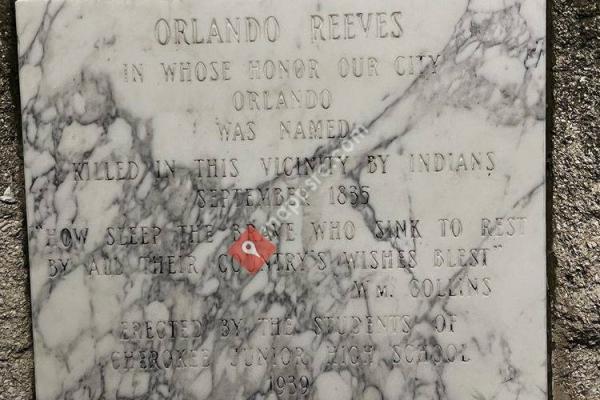 ORLANDO REEVES
IN WHOSE HONOR OUR CITY
ORLANDO
WAS NAMED
KILLED IN THIS VICINITY BY INDIANS
SEPTEMBER 1835
"HOW SLEEP THE BRAVE WHO SINK TO REST
BY ALL THEIR COUNTRY'S WISHES BLEST"
WM. COLLINS
ERECTED BY THE STUDENTS OF
CHEROKEE JUNIOR HIGH SCHOOL
1939